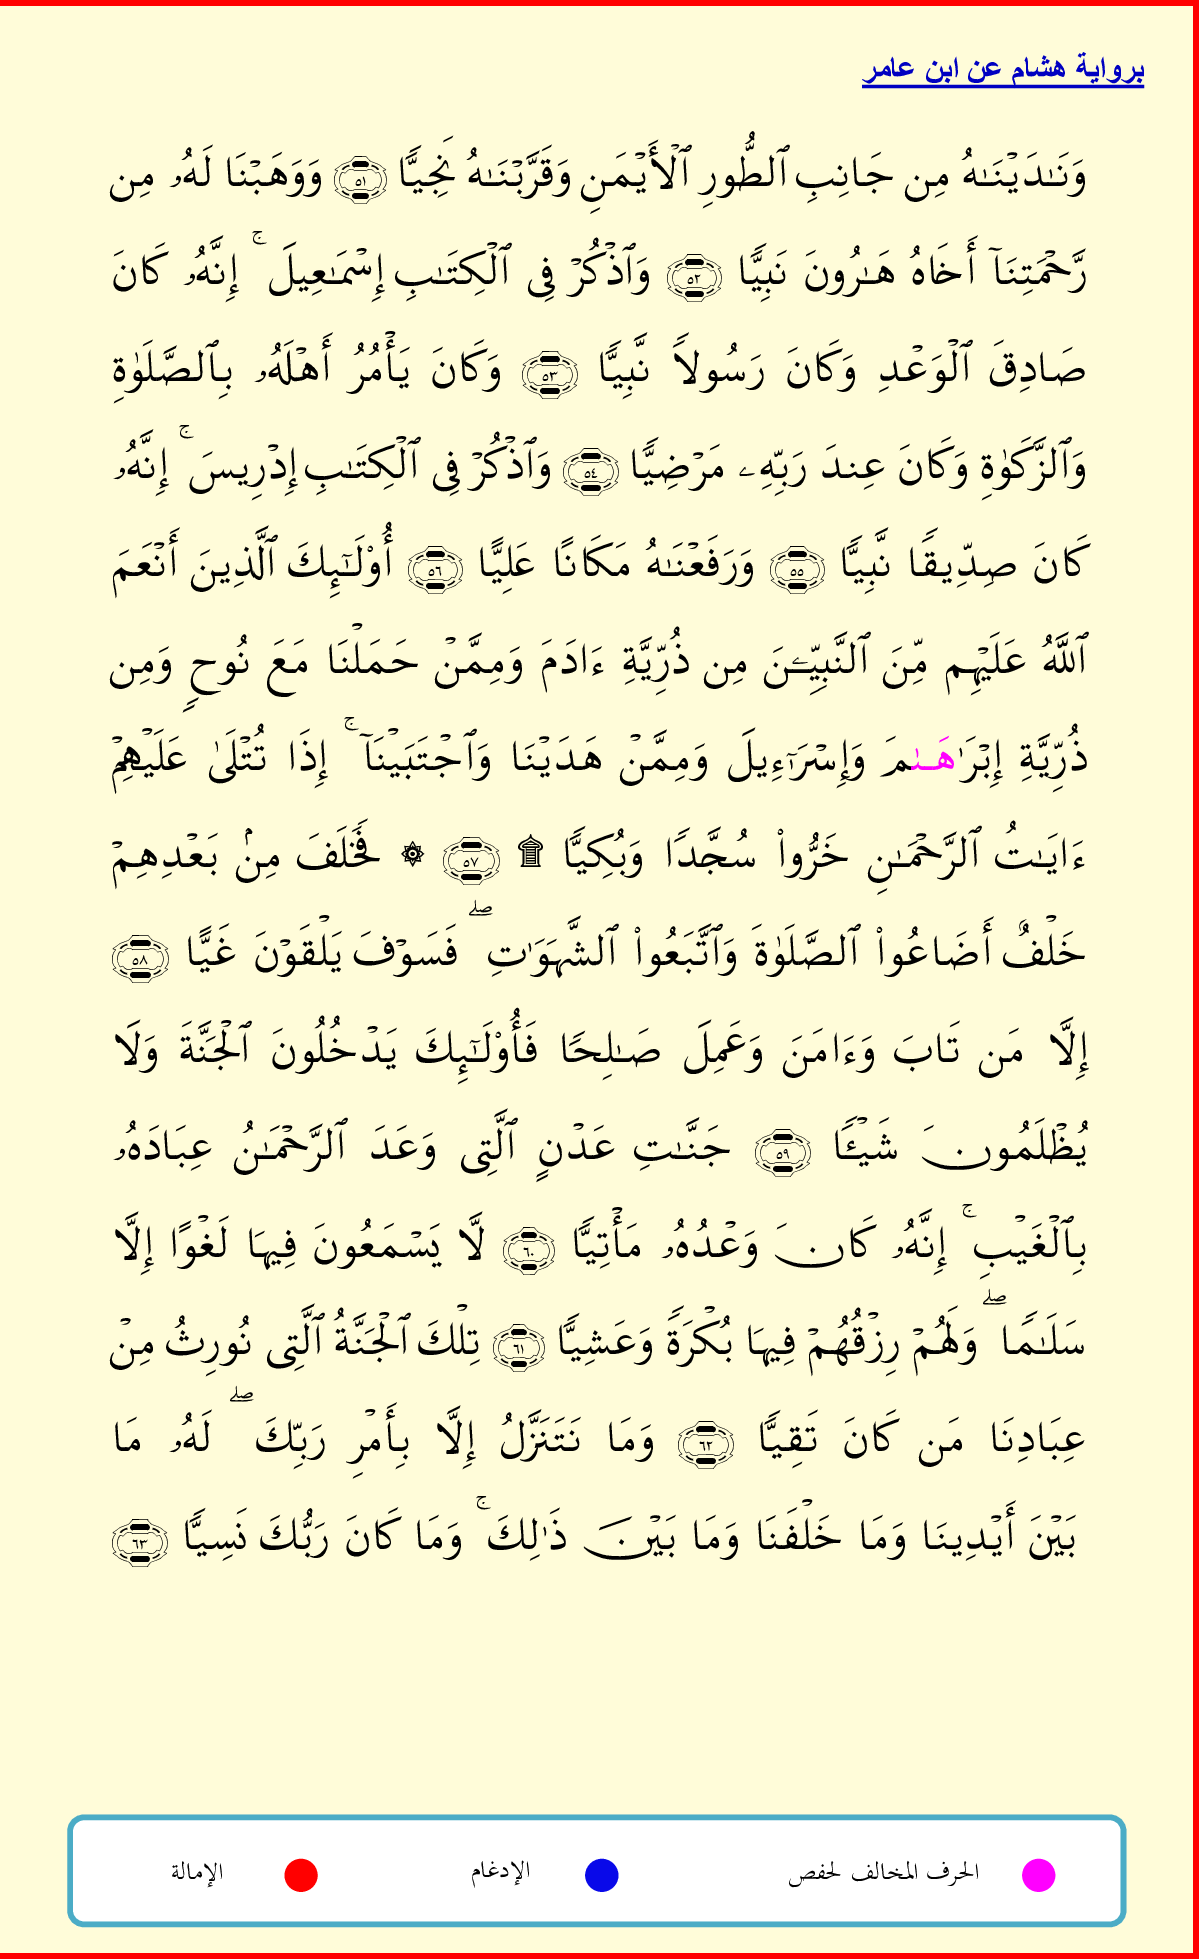 برواية هشام عن ابن عامر
وَنَٰدَيْنَٰهُ مِن جَانِبِ ٱلطُّورِ ٱلْأَيْمَنِ وَقَرَّبْنَٰهُ نَجِيًّا ٥١ وَوَهَبْنَا لَهُۥ مِن
رَّحْمَتِنَآ أَخَاهُ هَٰرُونَ نَبِيًّا ٥٢ وَٱذْكُرْ فِى ٱلْكِتَٰبِ إِسْمَٰعِيلَ ۚ إِنَّهُۥ كَانَ
صَادِقَ ٱلْوَعْدِ وَكَانَ رَسُولًا نَّبِيًّا ٥٣ وَكَانَ يَأْمُرُ أَهْلَهُۥ بِٱلصَّلَوٰةِ
وَٱلزَّكَوٰةِ وَكَانَ عِندَ رَبِّهِۦ مَرْضِيًّا ٥٤ وَٱذْكُرْ فِى ٱلْكِتَٰبِ إِدْرِيسَ ۚ إِنَّهُۥ
كَانَ صِدِّيقًا نَّبِيًّا ٥٥ وَرَفَعْنَٰهُ مَكَانًا عَلِيًّا ٥٦ أُو۟لَٰٓئِكَ ٱلَّذِينَ أَنْعَمَ
ٱللَّهُ عَلَيْهِم مِّنَ ٱلنَّبِيِّـۧنَ مِن ذُرِّيَّةِ ءَادَمَ وَمِمَّنْ حَمَلْنَا مَعَ نُوحٍ وَمِن
ذُرِّيَّةِ إِبْرَٰهَٰمَ وَإِسْرَٰٓءِيلَ وَمِمَّنْ هَدَيْنَا وَٱجْتَبَيْنَآ ۚ إِذَا تُتْلَىٰ عَلَيْهِمْ
ءَايَٰتُ ٱلرَّحْمَٰنِ خَرُّوا۟ سُجَّدًا وَبُكِيًّا ۩ ٥٧ ۞ فَخَلَفَ مِنۢ بَعْدِهِمْ
خَلْفٌ أَضَاعُوا۟ ٱلصَّلَوٰةَ وَٱتَّبَعُوا۟ ٱلشَّهَوَٰتِ ۖ فَسَوْفَ يَلْقَوْنَ غَيًّا ٥٨
إِلَّا مَن تَابَ وَءَامَنَ وَعَمِلَ صَٰلِحًا فَأُو۟لَٰٓئِكَ يَدْخُلُونَ ٱلْجَنَّةَ وَلَا
يُظْلَمُونَ شَيْـًٔا ٥٩ جَنَّٰتِ عَدْنٍ ٱلَّتِى وَعَدَ ٱلرَّحْمَٰنُ عِبَادَهُۥ
بِٱلْغَيْبِ ۚ إِنَّهُۥ كَانَ وَعْدُهُۥ مَأْتِيًّا ٦٠ لَّا يَسْمَعُونَ فِيهَا لَغْوًا إِلَّا
سَلَٰمًا ۖ وَلَهُمْ رِزْقُهُمْ فِيهَا بُكْرَةً وَعَشِيًّا ٦١ تِلْكَ ٱلْجَنَّةُ ٱلَّتِى نُورِثُ مِنْ
عِبَادِنَا مَن كَانَ تَقِيًّا ٦٢ وَمَا نَتَنَزَّلُ إِلَّا بِأَمْرِ رَبِّكَ ۖ لَهُۥ مَا
بَيْنَ أَيْدِينَا وَمَا خَلْفَنَا وَمَا بَيْنَ ذَٰلِكَ ۚ وَمَا كَانَ رَبُّكَ نَسِيًّا ٦٣
الحرف المخالف لحفص الإدغام الإمالة